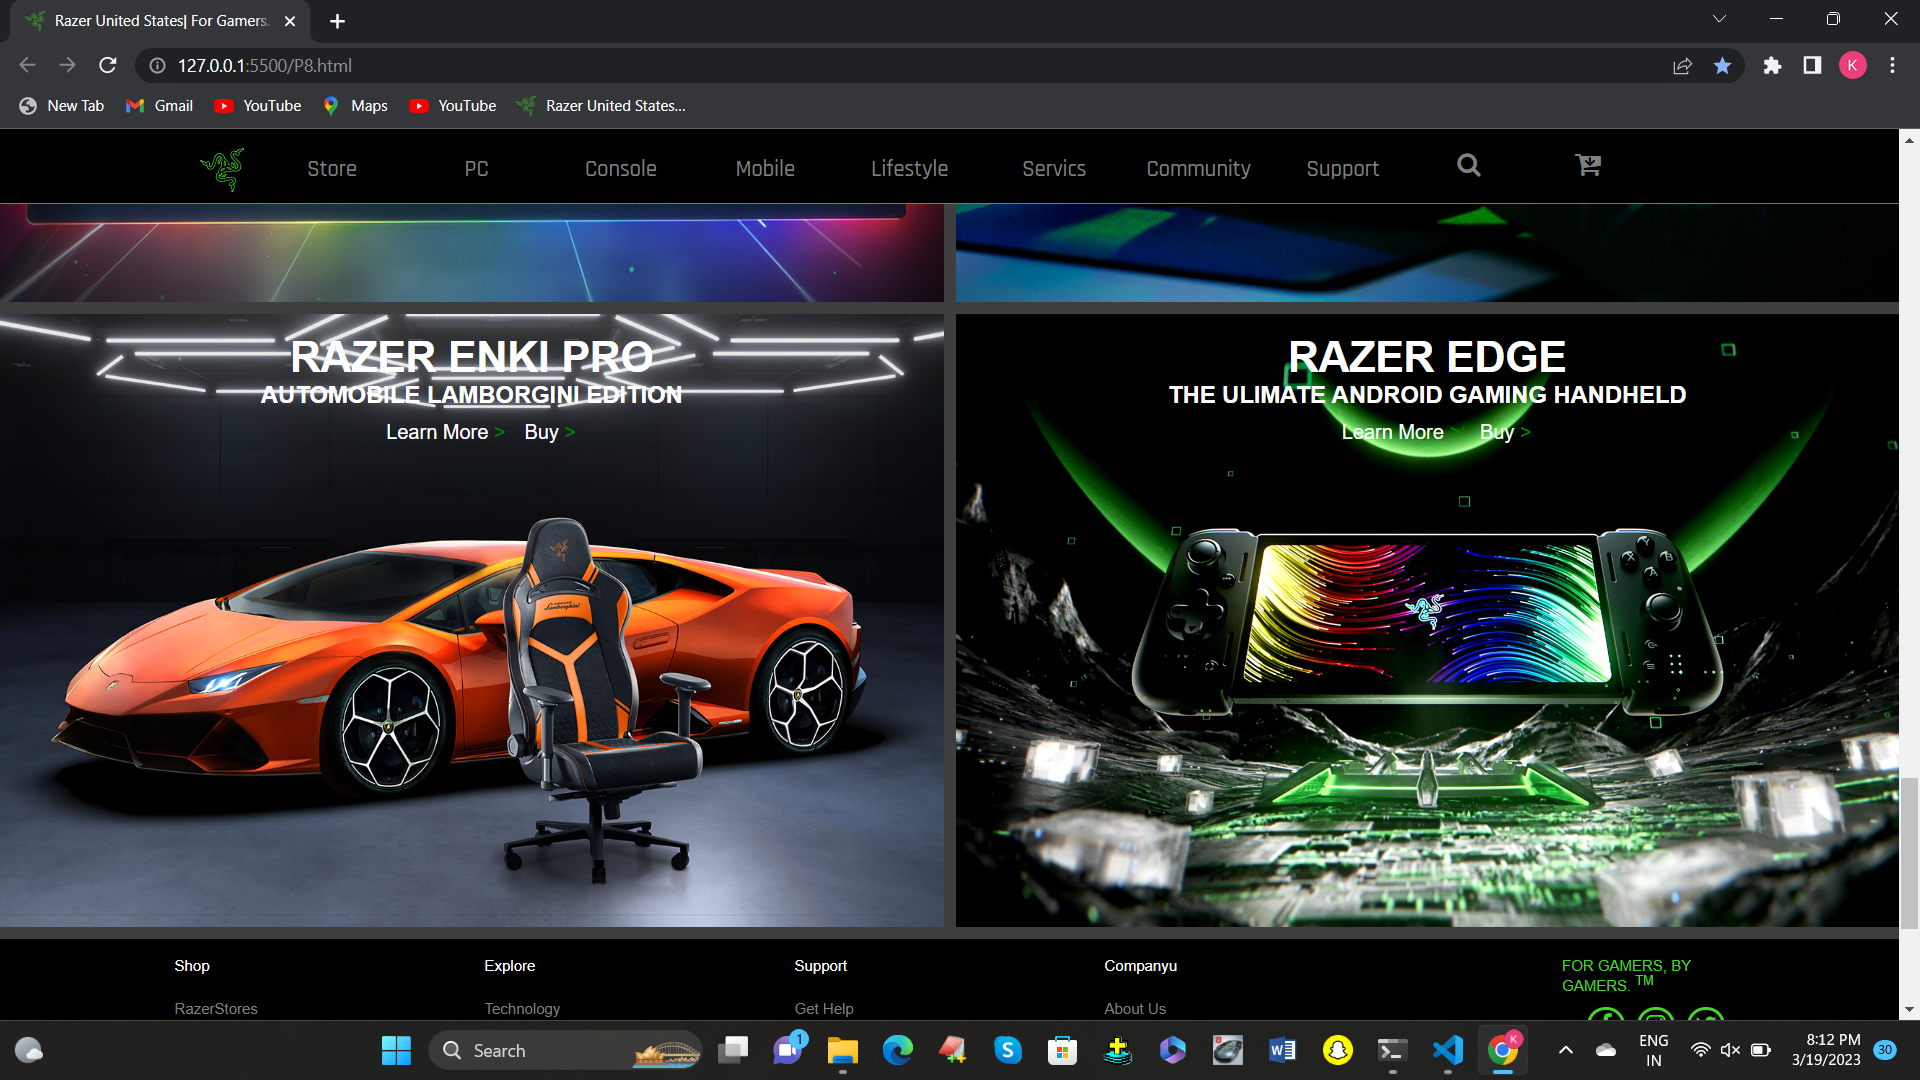 Razer United States| For Gamers.
127.0.0.1:5500/P8.html
K
New Tab Gmail YouTube Maps YouTube Razer United States...
Store PC Console Mobile Lifestyle Servics Community Support
RAZER ENKI PRO
AUTOMOBILE LAMBORGINI EDITION
Learn More > Buy >
RAZER EDGE
THE ULIMATE ANDROID GAMING HANDHELD
Learn More > Buy >
Y
X B
A
Shop Explore Support Companyu
FOR GAMERS, BY
GAMERS. TM
RazerStores Technology Get Help About Us
Search
1
K
ENG
IN
8:12 PM
3/19/2023
30